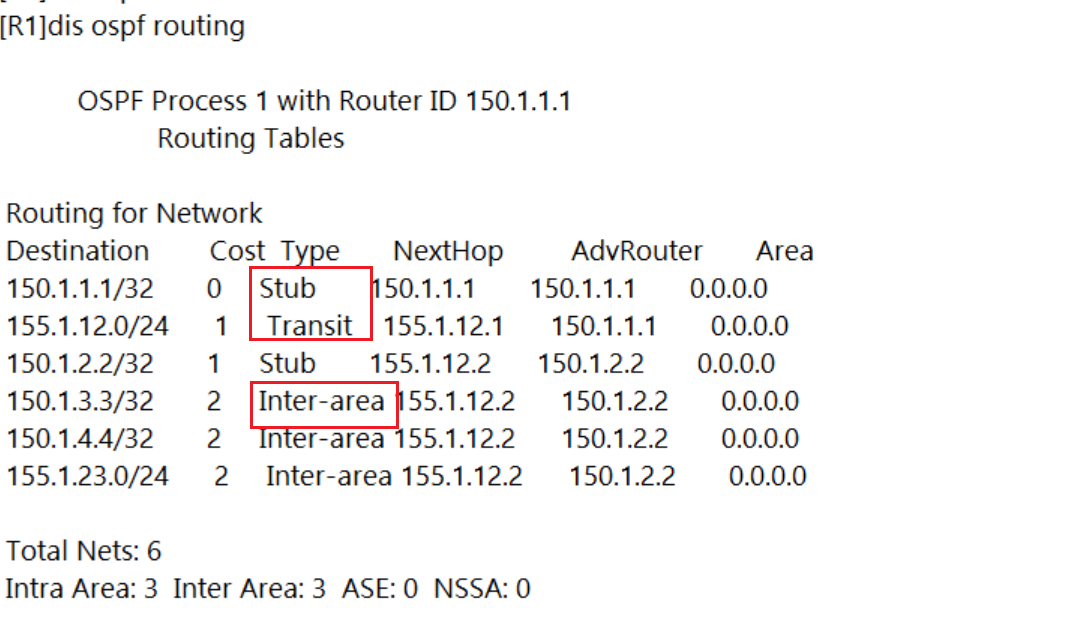 [R1]dis ospf routing
OSPF Process 1 with Router ID 150.1.1.1
Routing Tables
Routing for Network
Destination Cost Type NextHop AdvRouter Area
150.1.1.1/32 0 Stub 150.1.1.1 150.1.1.1 0.0.0.0
155.1.12.0/24 1 Transit 155.1.12.1 150.1.1.1 0.0.0.0
150.1.2.2/32 1 Stub 155.1.12.2 150.1.2.2 0.0.0.0
150.1.3.3/32 2 Inter-area 155.1.12.2 150.1.2.2 0.0.0.0
150.1.4.4/32 2 Inter-area 155.1.12.2 150.1.2.2 0.0.0.0
155.1.23.0/24 2 Inter-area 155.1.12.2 150.1.2.2 0.0.0.0
Total Nets: 6
Intra Area: 3 Inter Area: 3 ASE: 0 NSSA: 0